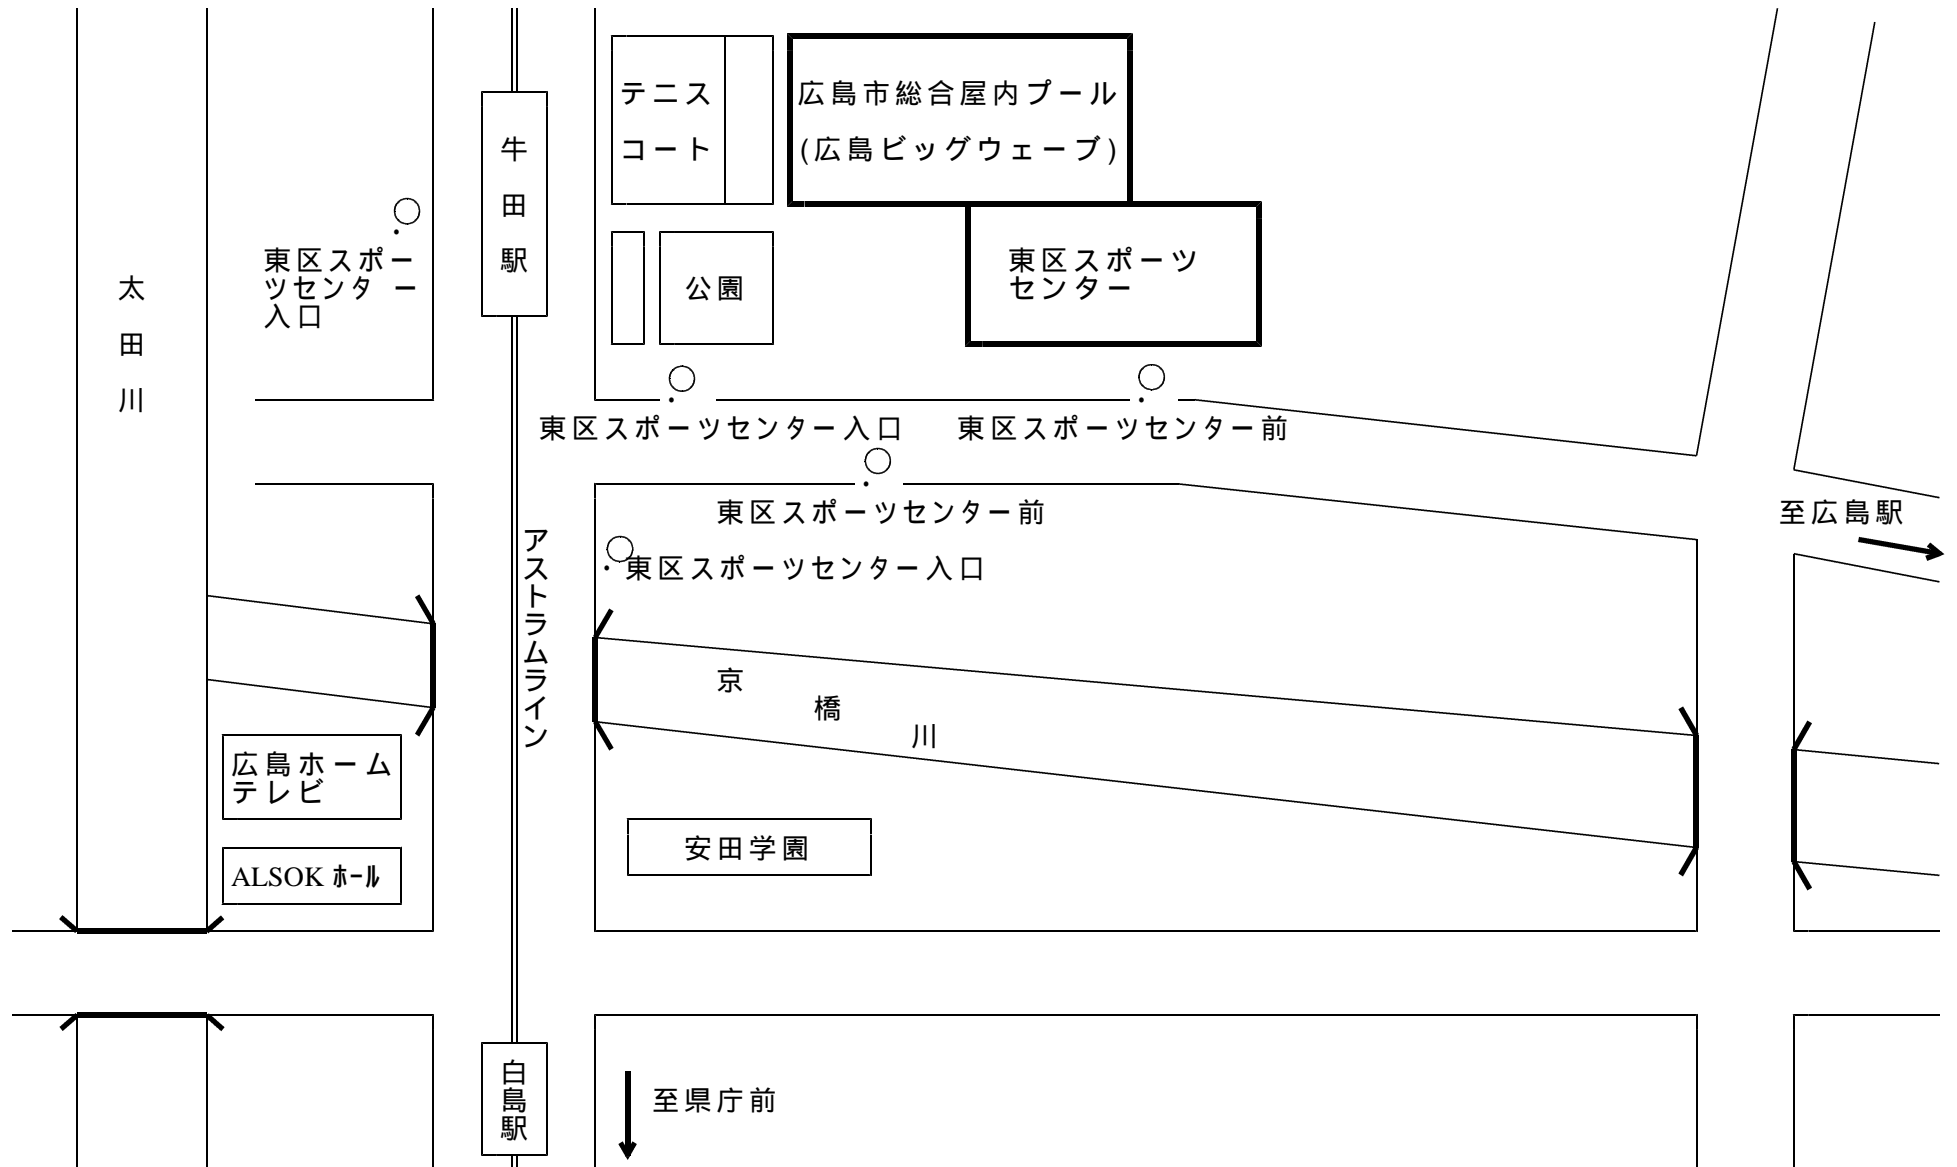 テニス
コート
広島市総合屋内プール
(広島ビッグウェーブ)
牛田駅
東区スポー
ツセンター
入口
太田川
公園
東区スポーツ
センター
東区スポーツセンター入口
東区スポーツセンター前
東区スポーツセンター前
至広島駅
東区スポーツセンター入口
アストラムライン
京橋川
広島ホーム
テレビ
安田学園
ALSOK ﾎｰﾙ
白島駅
至県庁前